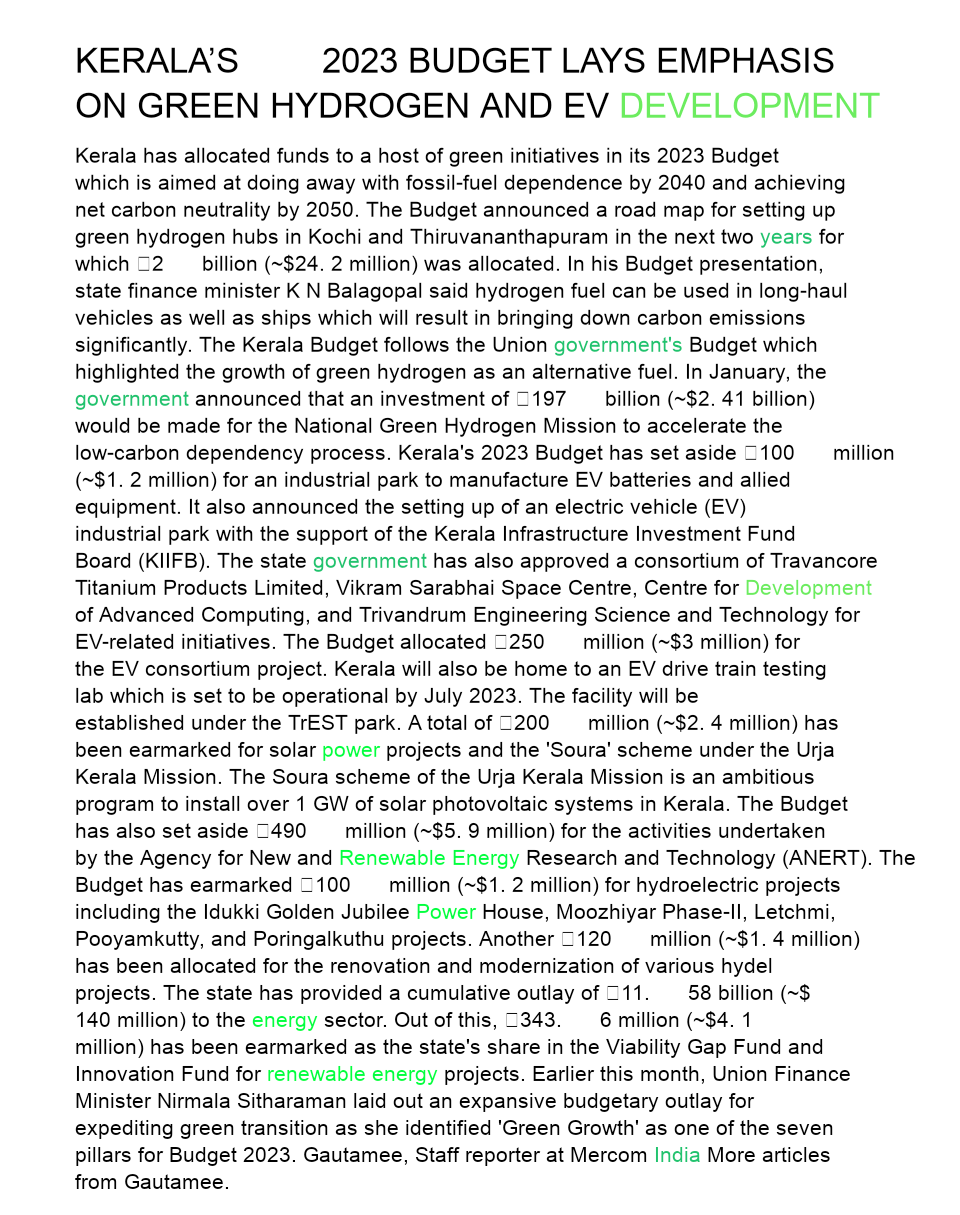 KERALA’S 2023 BUDGET LAYS EMPHASIS
ON GREEN HYDROGEN AND EV DEVELOPMENT
Kerala has allocated funds to a host of green initiatives in its 2023 Budget
which is aimed at doing away with fossil-fuel dependence by 2040 and achieving
net carbon neutrality by 2050. The Budget announced a road map for setting up
green hydrogen hubs in Kochi and Thiruvananthapuram in the next two years for
which □2 billion (~$24. 2 million) was allocated. In his Budget presentation,
state finance minister K N Balagopal said hydrogen fuel can be used in long-haul
vehicles as well as ships which will result in bringing down carbon emissions
significantly. The Kerala Budget follows the Union government's Budget which
highlighted the growth of green hydrogen as an alternative fuel. In January, the
government announced that an investment of □197 billion (~$2. 41 billion)
would be made for the National Green Hydrogen Mission to accelerate the
low-carbon dependency process. Kerala's 2023 Budget has set aside □100 million
(~$1. 2 million) for an industrial park to manufacture EV batteries and allied
equipment. It also announced the setting up of an electric vehicle (EV)
industrial park with the support of the Kerala Infrastructure Investment Fund
Board (KIIFB). The state government has also approved a consortium of Travancore
Titanium Products Limited, Vikram Sarabhai Space Centre, Centre for Development
of Advanced Computing, and Trivandrum Engineering Science and Technology for
EV-related initiatives. The Budget allocated □250 million (~$3 million) for
the EV consortium project. Kerala will also be home to an EV drive train testing
lab which is set to be operational by July 2023. The facility will be
established under the TrEST park. A total of □200 million (~$2. 4 million) has
been earmarked for solar power projects and the 'Soura' scheme under the Urja
Kerala Mission. The Soura scheme of the Urja Kerala Mission is an ambitious
program to install over 1 GW of solar photovoltaic systems in Kerala. The Budget
has also set aside □490 million (~$5. 9 million) for the activities undertaken
by the Agency for New and Renewable Energy Research and Technology (ANERT). The
Budget has earmarked □100 million (~$1. 2 million) for hydroelectric projects
including the Idukki Golden Jubilee Power House, Moozhiyar Phase-II, Letchmi,
Pooyamkutty, and Poringalkuthu projects. Another □120 million (~$1. 4 million)
has been allocated for the renovation and modernization of various hydel
projects. The state has provided a cumulative outlay of □11. 58 billion (~$
140 million) to the energy sector. Out of this, □343. 6 million (~$4. 1
million) has been earmarked as the state's share in the Viability Gap Fund and
Innovation Fund for renewable energy projects. Earlier this month, Union Finance
Minister Nirmala Sitharaman laid out an expansive budgetary outlay for
expediting green transition as she identified 'Green Growth' as one of the seven
pillars for Budget 2023. Gautamee, Staff reporter at Mercom India More articles
from Gautamee.